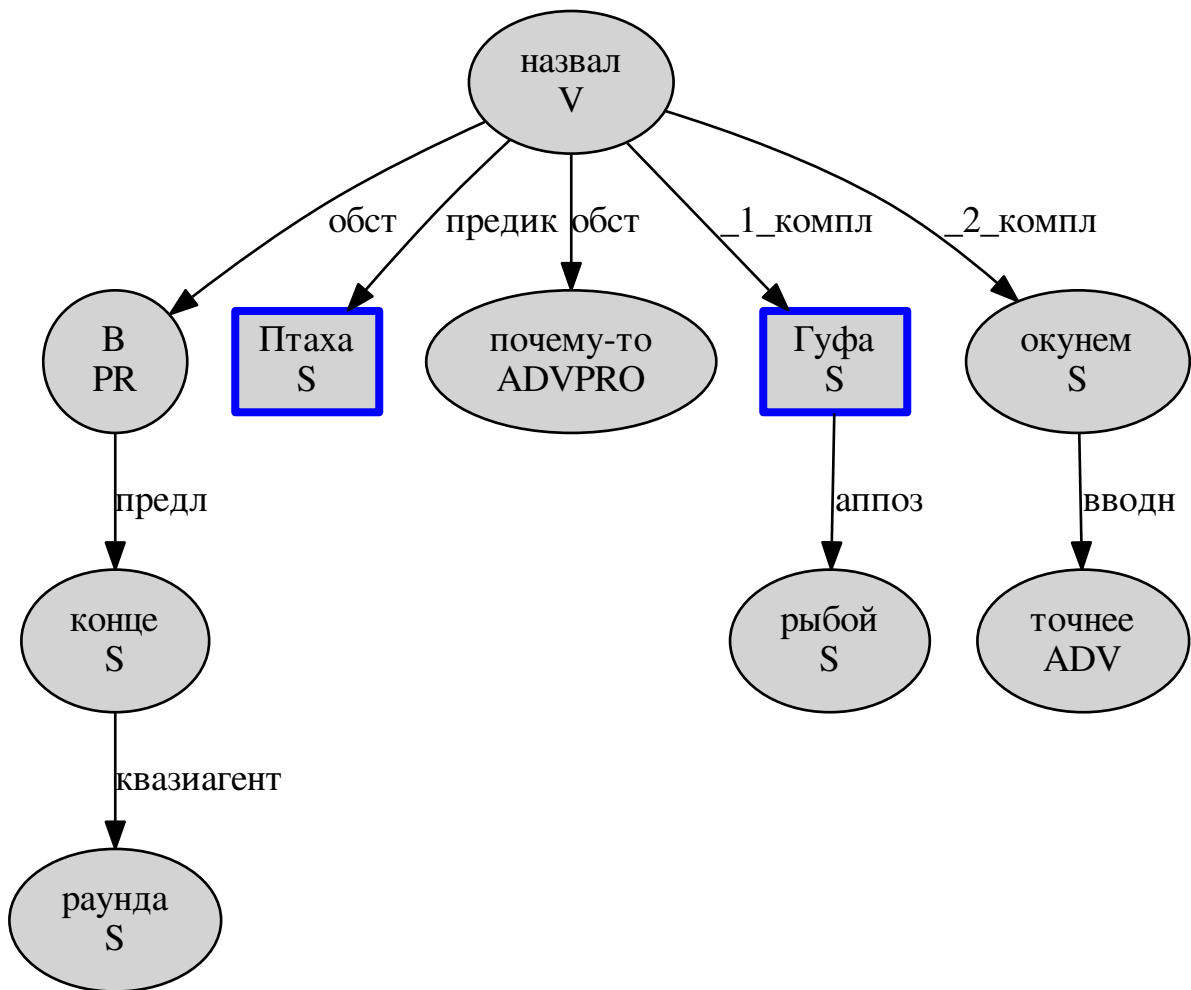 назвал
V
обст
предик
обст
_1_компл
_2_компл
В
PR
Птаха
S
почему-то
ADVPRO
Гуфа
S
окунем
S
предл
аппоз
вводн
конце
S
рыбой
S
точнее
ADV
квазиагент
раунда
S